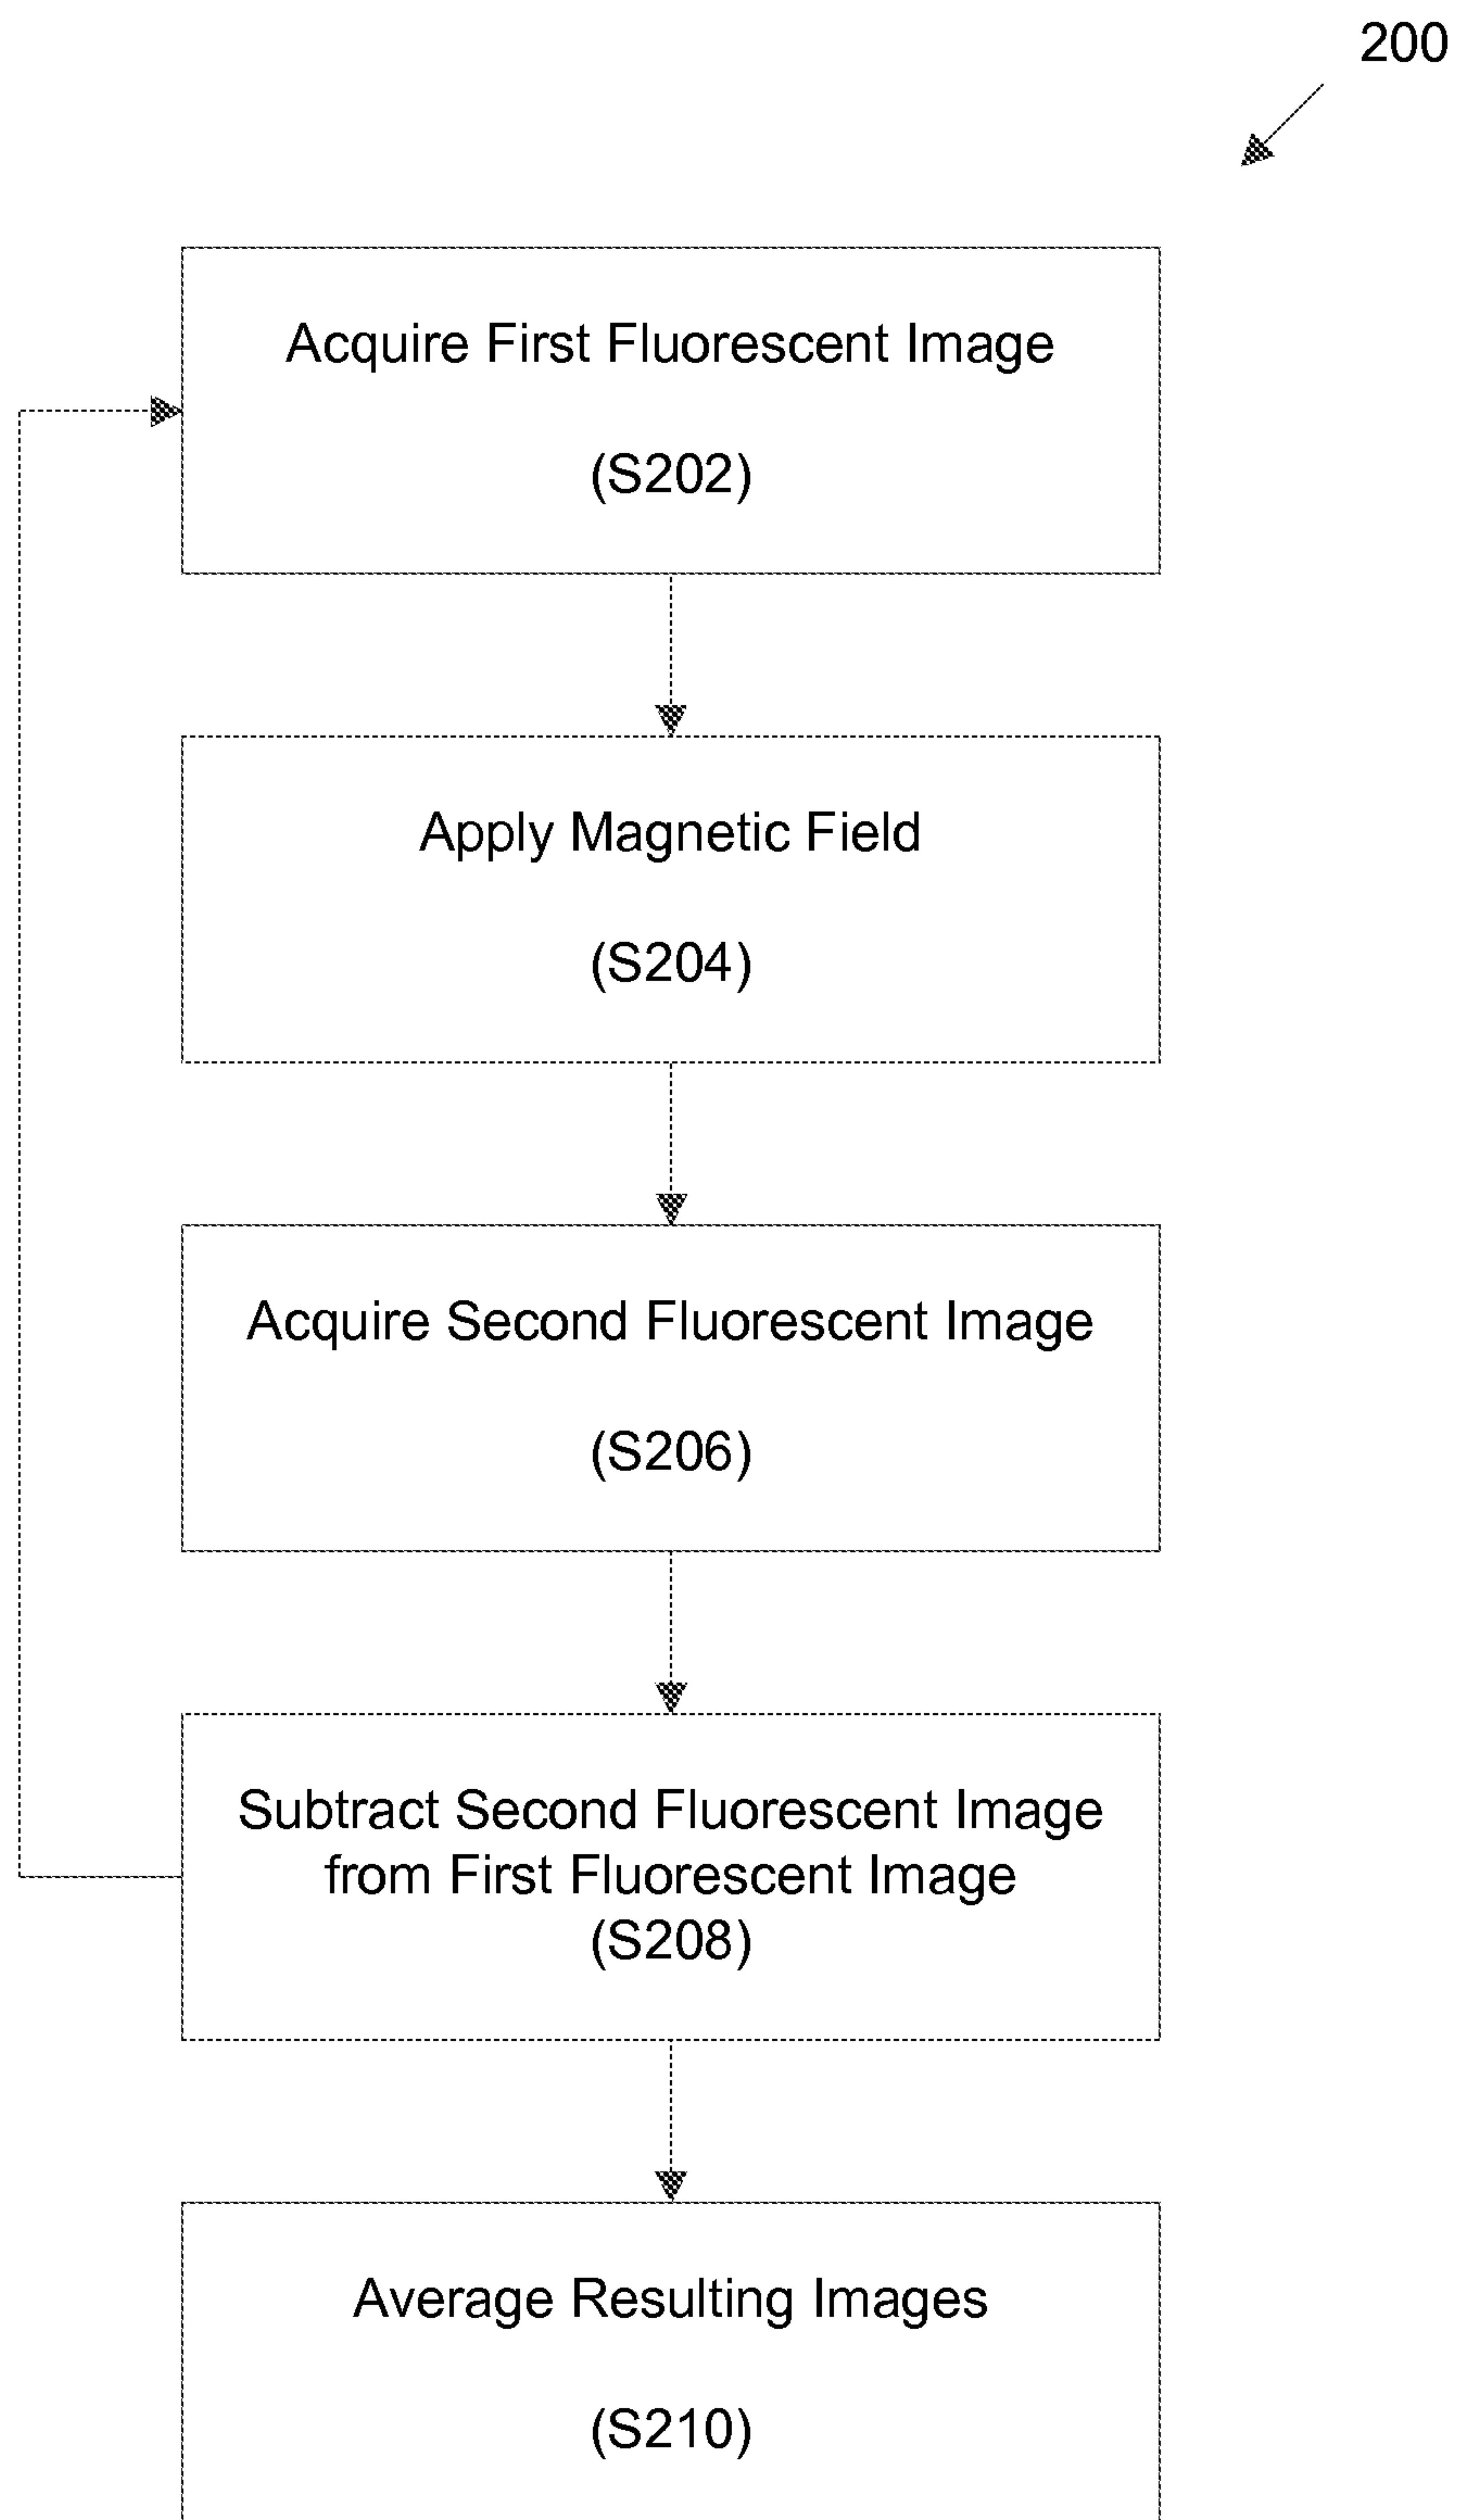 200
Acquire First Fluorescent Image
(S202)
Apply Magnetic Field
(S204)
Acquire Second Fluorescent Image
(S206)
Subtract Second Fluorescent Image
from First Fluorescent Image
(S208)
Average Resulting Images
(S210)